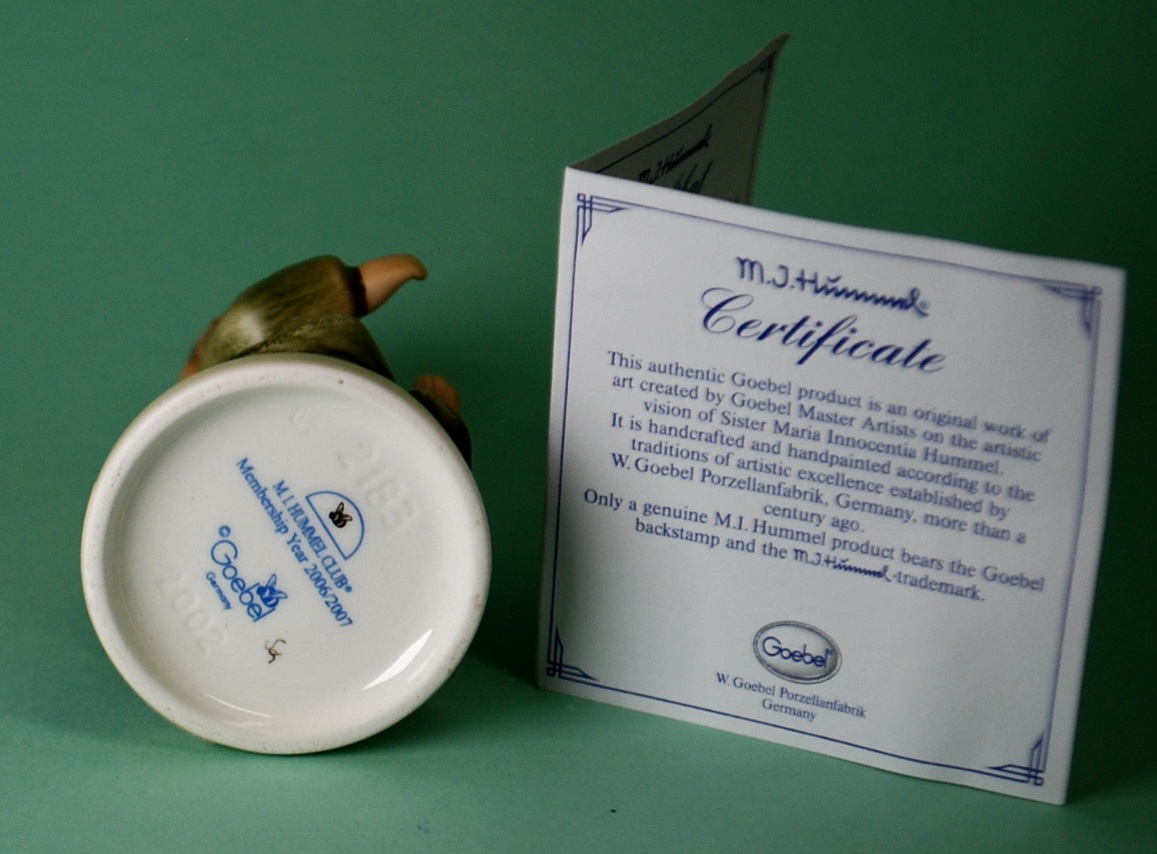 2183
M.I. HUMMEL CLUB®
Membership Year 2006/2007
© Goebel
Germany
2002
M.J. Hummel
M.J. Hummel®
Certificate
This authentic Goebel product is an original work of
art created by Goebel Master Artists on the artistic
vision of Sister Maria Innocentia Hummel.
It is handcrafted and handpainted according to the
traditions of artistic excellence established by
W. Goebel Porzellanfabrik, Germany, more than a
century ago.
Only a genuine M.I. Hummel product bears the Goebel
backstamp and the M.J. Hummel-trademark.
Goebel
W. Goebel Porzellanfabrik
Germany